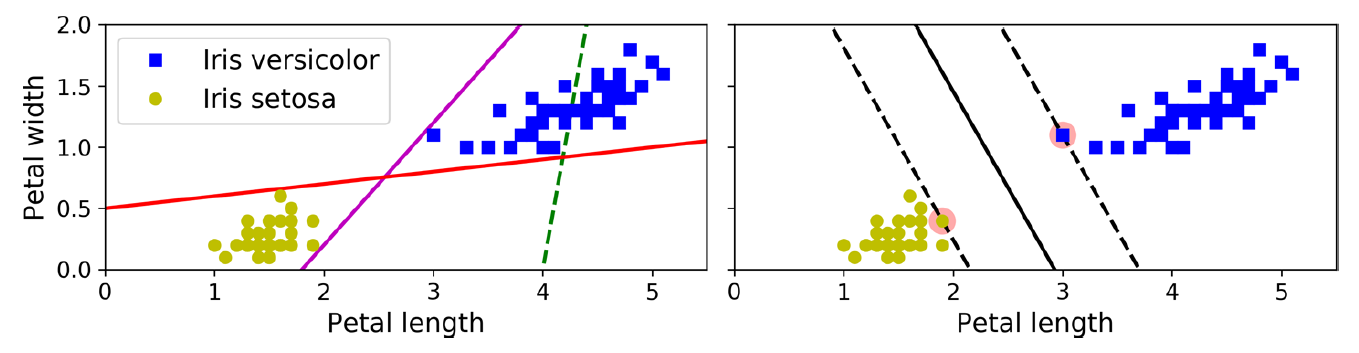 2.0
1.5
1.0
0.5
0.0
Petal width
Iris versicolor
Iris setosa
0 1 2 3 4 5
Petal length
0 1 2 3 4 5
Petal length